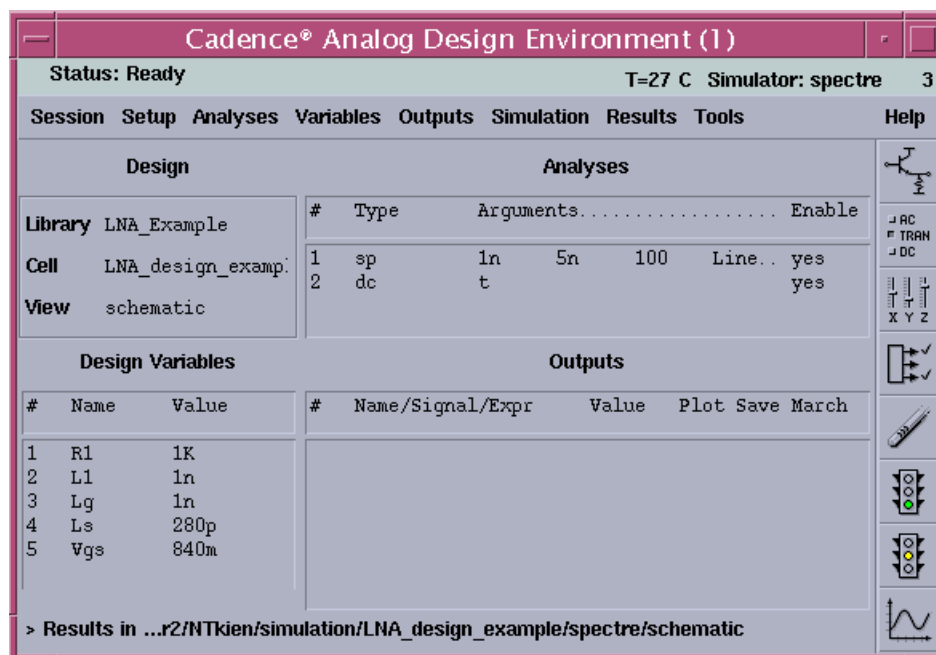 Cadence® Analog Design Environment (1)
Status: Ready T=27 C Simulator: spectre 3
Session Setup Analyses Variables Outputs Simulation Results Tools Help
Design
Library LNA_Example
Cell LNA_design_exampl
View schematic
Analyses
# Type Arguments.................. Enable
1 sp 1n 5n 100 Line.. yes
2 dc t yes
Design Variables
# Name Value
1 R1 1K
2 L1 1n
3 Lg 1n
4 Ls 280p
5 Vgs 840m
Outputs
# Name/Signal/Expr Value Plot Save March
AC
TRAN
DC
X Y Z
> Results in ...r2/NTkien/simulation/LNA_design_example/spectre/schematic